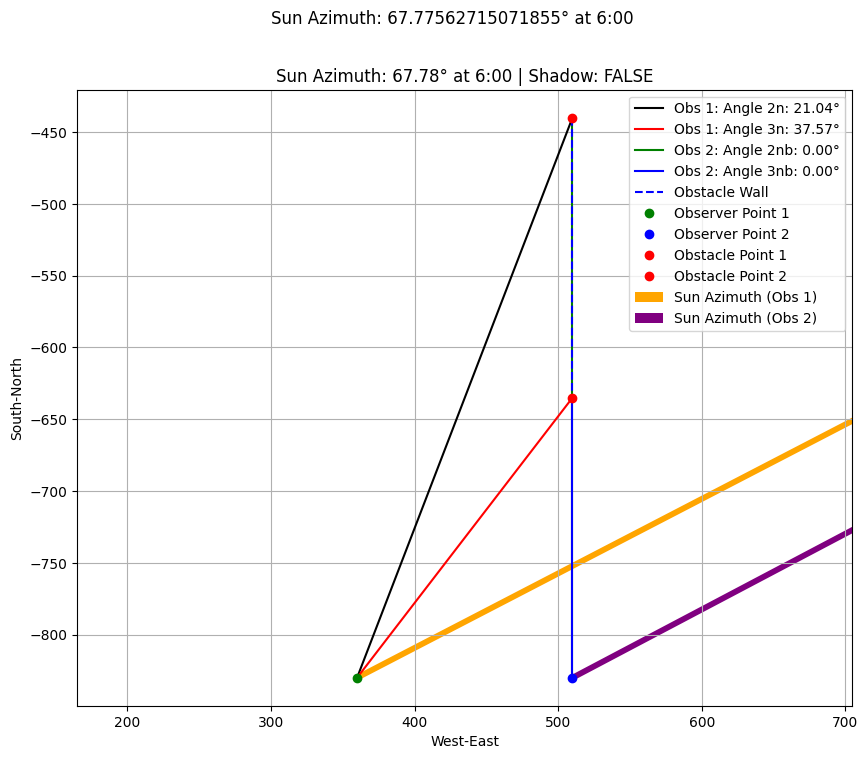 Sun Azimuth: 67.77562715071855° at 6:00
Sun Azimuth: 67.78° at 6:00 | Shadow: FALSE
Obs 1: Angle 2n: 21.04°
Obs 1: Angle 3n: 37.57°
Obs 2: Angle 2nb: 0.00°
Obs 2: Angle 3nb: 0.00°
Obstacle Wall
Observer Point 1
Observer Point 2
Obstacle Point 1
Obstacle Point 2
Sun Azimuth (Obs 1)
Sun Azimuth (Obs 2)
South-North
−450
−500
−550
−600
−650
−700
−750
−800
200
300
400
500
600
700
West-East